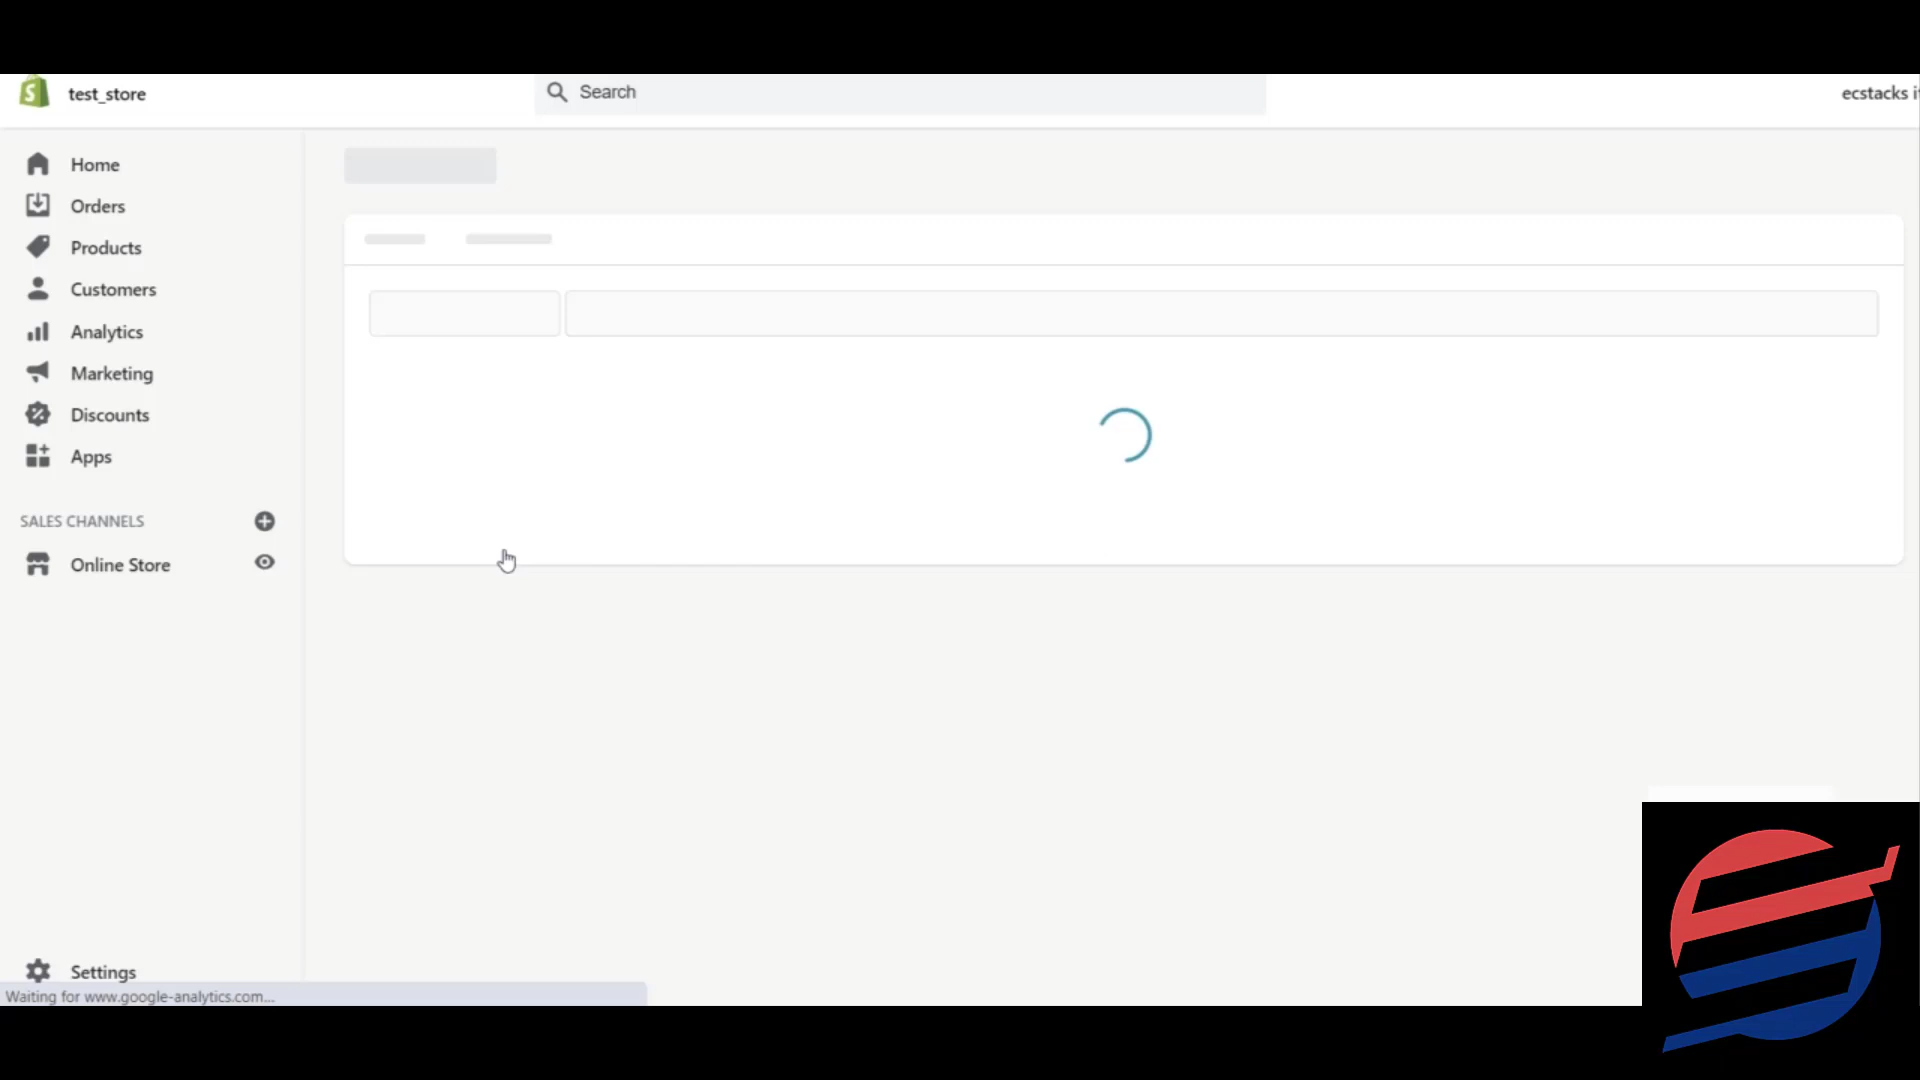 test_store
Search
ecstacks i
Home
Orders
Products
Customers
Analytics
Marketing
Discounts
Apps
SALES CHANNELS
Online Store
Settings
Waiting for www.google-analytics.com...